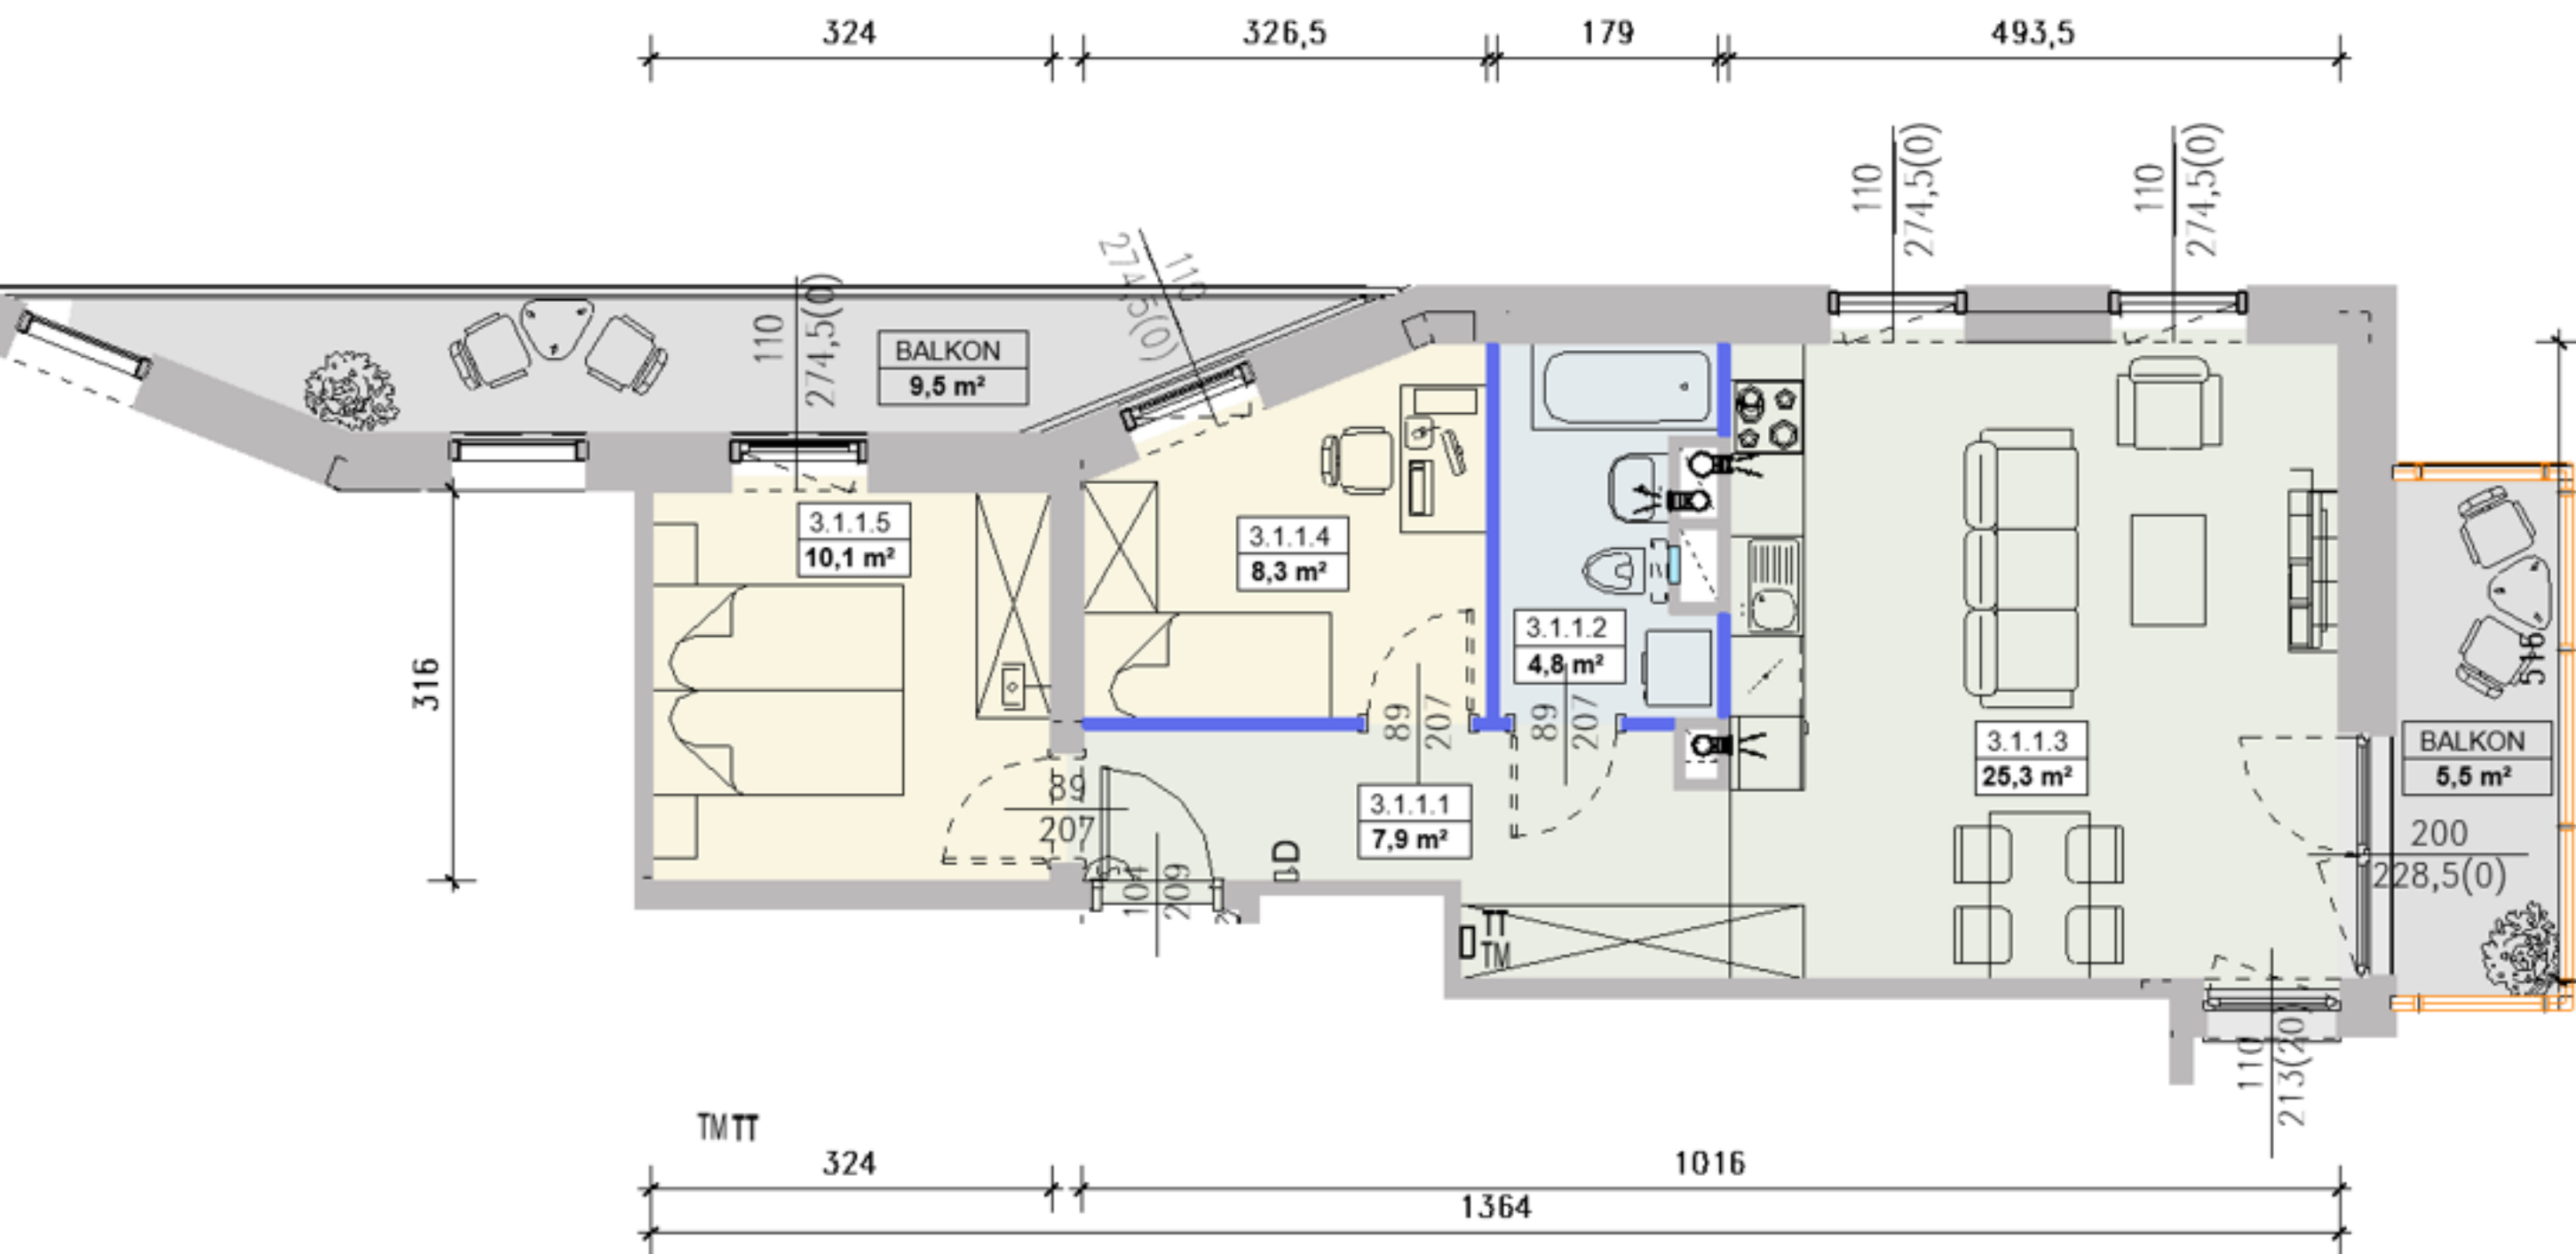 324
326,5
179
493,5
110
274,5(0)
110
274,5(0)
110
274,5(0)
110
274,5(0)
BALKON
9,5 m²
3.1.1.5
10,1 m²
3.1.1.4
8,3 m²
3.1.1.2
4,8 m²
316
516
89
207
89
207
3.1.1.3
25,3 m²
BALKON
5,5 m²
89
207
3.1.1.1
7,9 m²
D1
104
209
200
228,5(0)
TT
TM
110
213(20)
TM TT
324
1016
1364